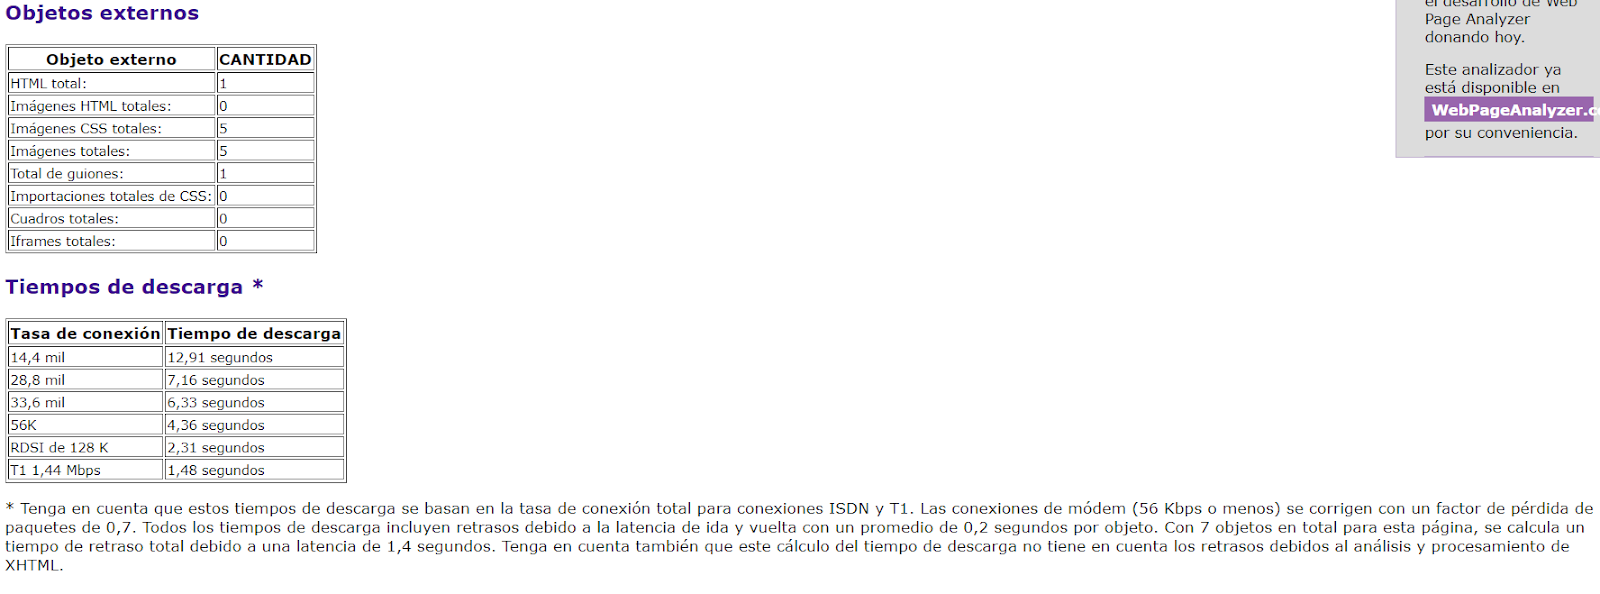 Objetos externos
Objeto externo CANTIDAD
HTML total: 1
Imágenes HTML totales: 0
Imágenes CSS totales: 5
Imágenes totales: 5
Total de guiones: 1
Importaciones totales de CSS: 0
Cuadros totales: 0
Iframes totales: 0
Tiempos de descarga *
Tasa de conexión Tiempo de descarga
14,4 mil 12,91 segundos
28,8 mil 7,16 segundos
33,6 mil 6,33 segundos
56K 4,36 segundos
RDSI de 128 K 2,31 segundos
T1 1,44 Mbps 1,48 segundos
* Tenga en cuenta que estos tiempos de descarga se basan en la tasa de conexión total para conexiones ISDN y T1. Las conexiones de módem (56 Kbps o menos) se corrigen con un factor de pérdida de
paquetes de 0,7. Todos los tiempos de descarga incluyen retrasos debido a la latencia de ida y vuelta con un promedio de 0,2 segundos por objeto. Con 7 objetos en total para esta página, se calcula un
tiempo de retraso total debido a una latencia de 1,4 segundos. Tenga en cuenta también que este cálculo del tiempo de descarga no tiene en cuenta los retrasos debidos al análisis y procesamiento de
XHTML.
el desarrollo de Web
Page Analyzer
donando hoy.
Este analizador ya
está disponible en
WebPageAnalyzer.c
por su conveniencia.